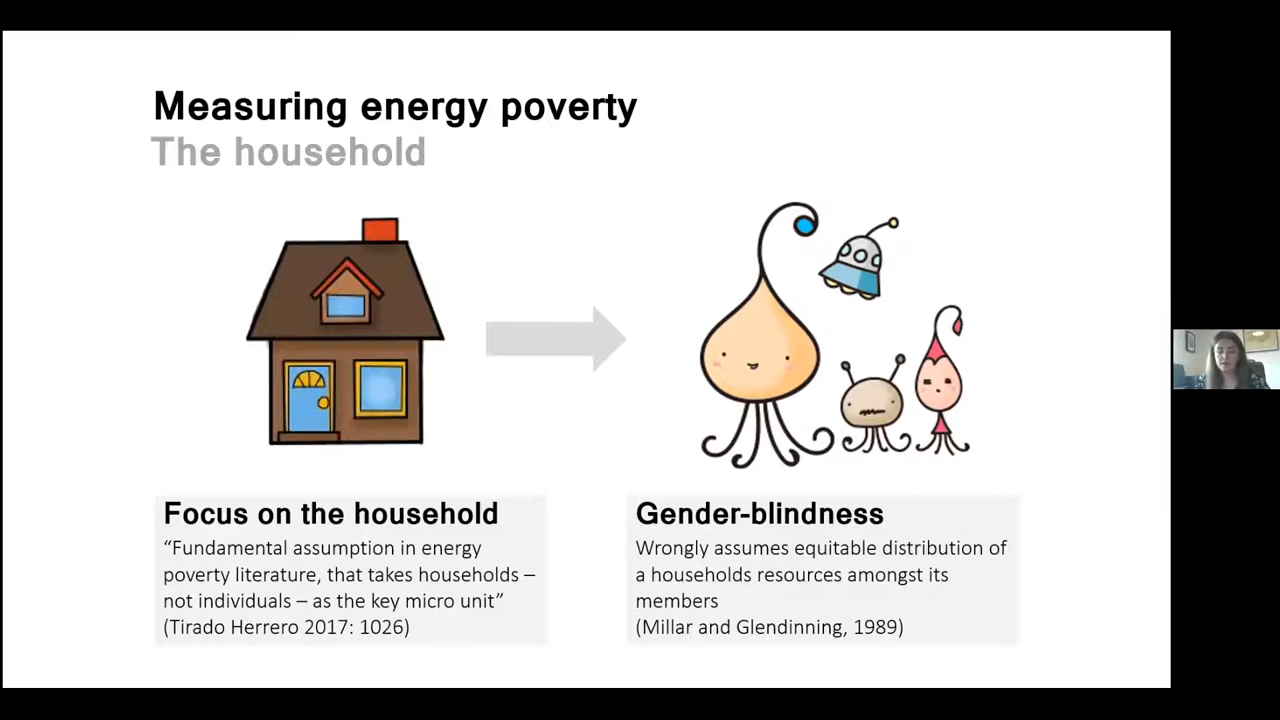 Measuring energy poverty
The household
Focus on the household
“Fundamental assumption in energy
poverty literature, that takes households –
not individuals – as the key micro unit”
(Tirado Herrero 2017: 1026)
Gender-blindness
Wrongly assumes equitable distribution of
a households resources amongst its
members
(Millar and Glendinning, 1989)